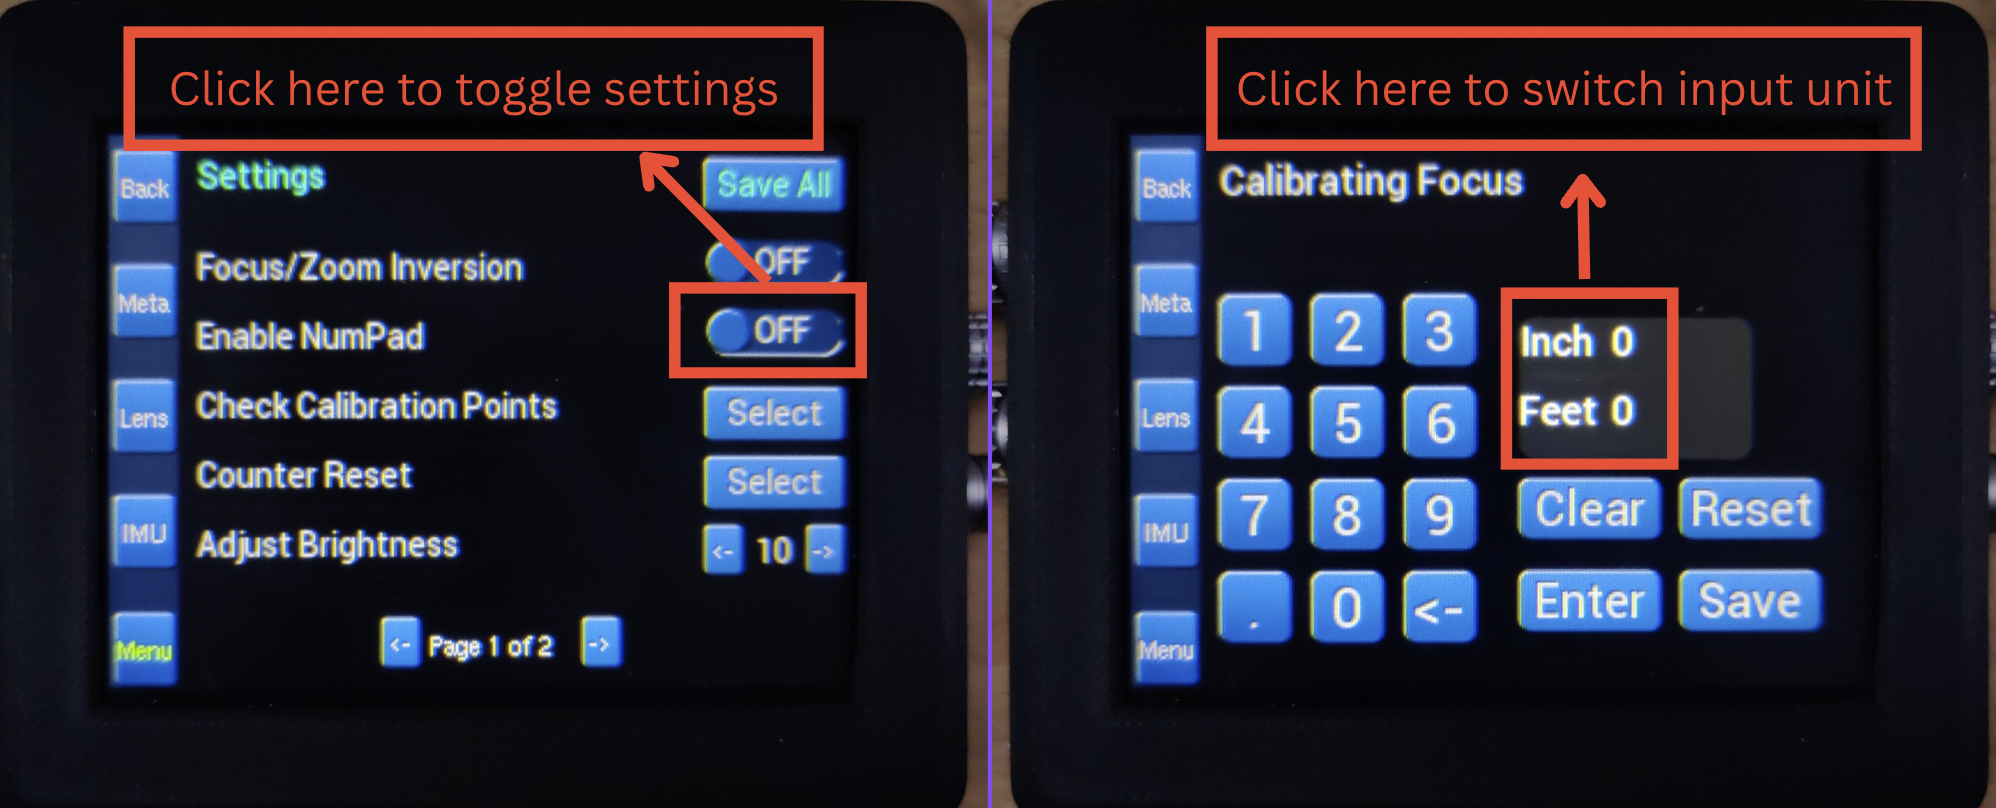 Click here to toggle settings
Back
Settings
Save All
Focus/Zoom Inversion
OFF
Meta
Enable NumPad
OFF
Lens
Check Calibration Points
Select
Counter Reset
Select
IMU
Adjust Brightness
<- 10 ->
Menu
<- Page 1 of 2 ->
Click here to switch input unit
Back
Calibrating Focus
Meta
Lens
IMU
Menu
1 2 3
4 5 6
7 8 9
. 0 <-
Inch 0
Feet 0
Clear Reset
Enter Save